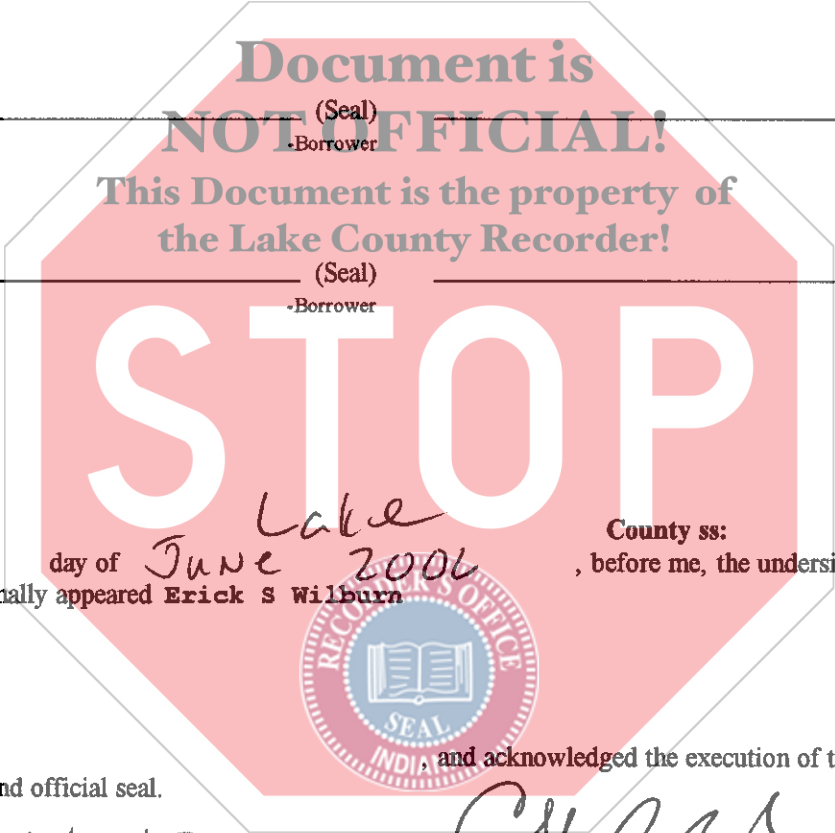 Document is
(Seal)
NOT OFFICIAL!
-Borrower
This Document is the property of
the Lake County Recorder!
(Seal)
-Borrower
STOP
Lake
County ss:
day of June 2006 , before me, the undersi
nally appeared Erick S Wilburn
RECORDER'S OFFICE
SEAL
INDIANA
, and acknowledged the execution of t
nd official seal.